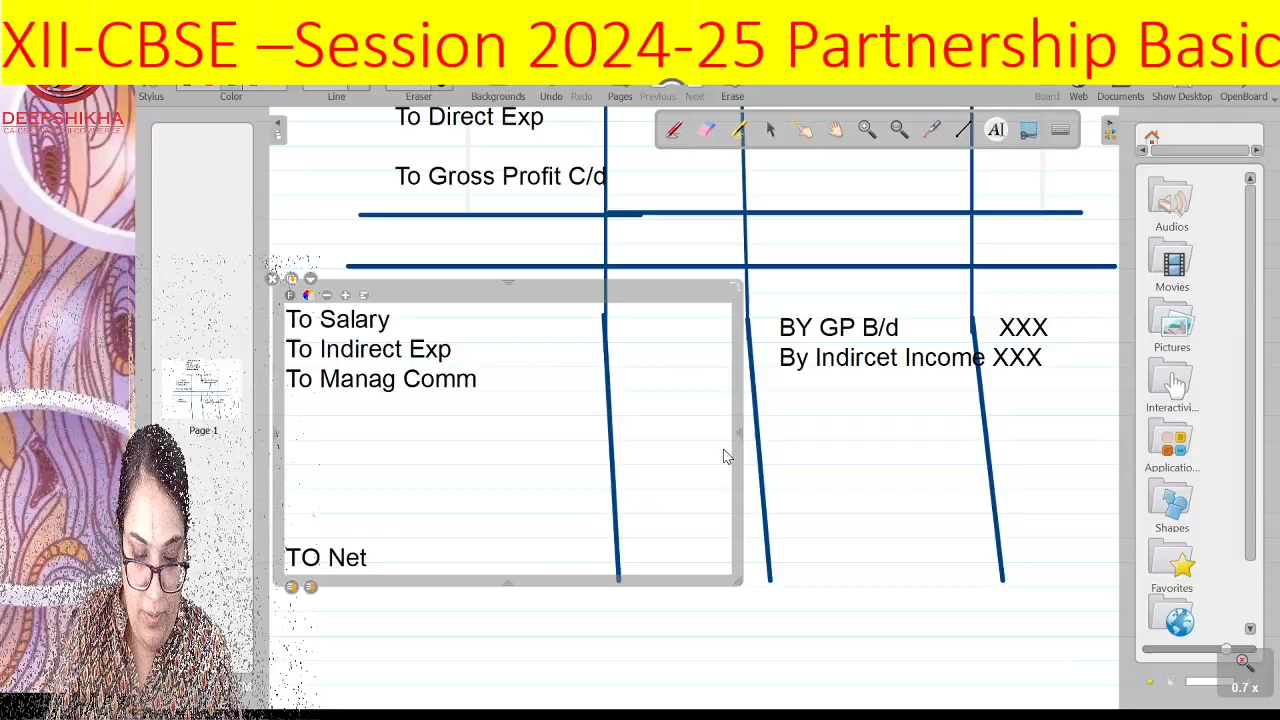 XII-CBSE –Session 2024-25 Partnership Basic
Stylus Color Line Eraser Backgrounds Undo Redo Pages Previous Next Erase Board Web Documents Show Desktop OpenBoard
DEEPSHIKHA
To Direct Exp
To Gross Profit C/d
To Salary
To Indirect Exp
To Manag Comm
TO Net
BY GP B/d XXX
By Indircet Income XXX
Page 1
Audios
Movies
Pictures
Interactivi...
Applicatio...
Shapes
Favorites
0.7 x